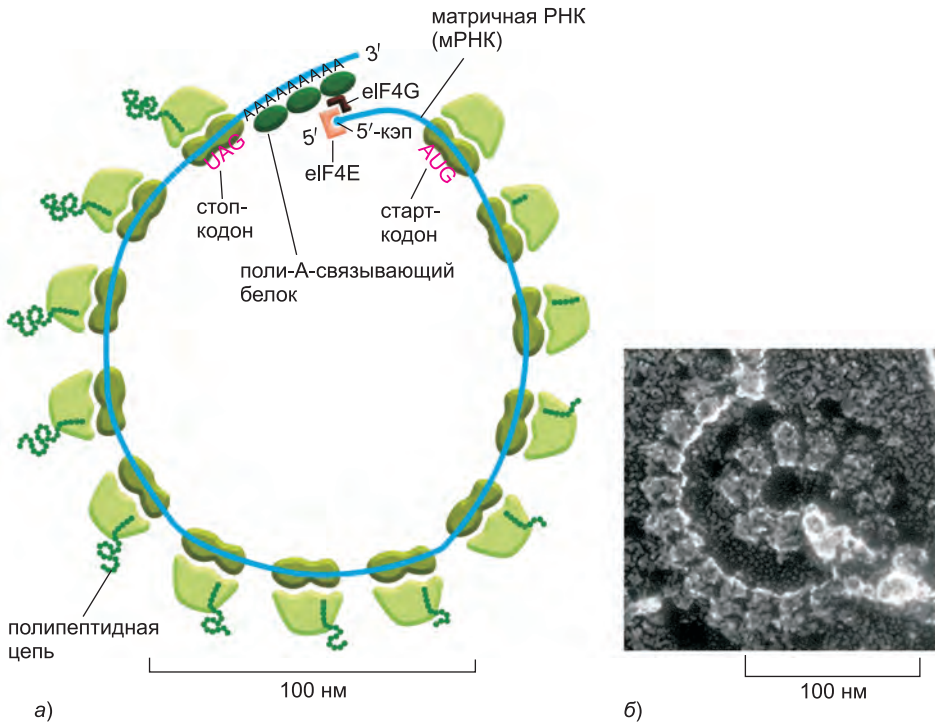 матричная РНК
(мРНК)
3′
AAAAAAAAA
eIF4G
5′
5′-кэп
eIF4E
UAG
AUG
стоп-
кодон
старт-
кодон
поли-А-связывающий
белок
полипептидная
цепь
100 нм
100 нм
а)
б)